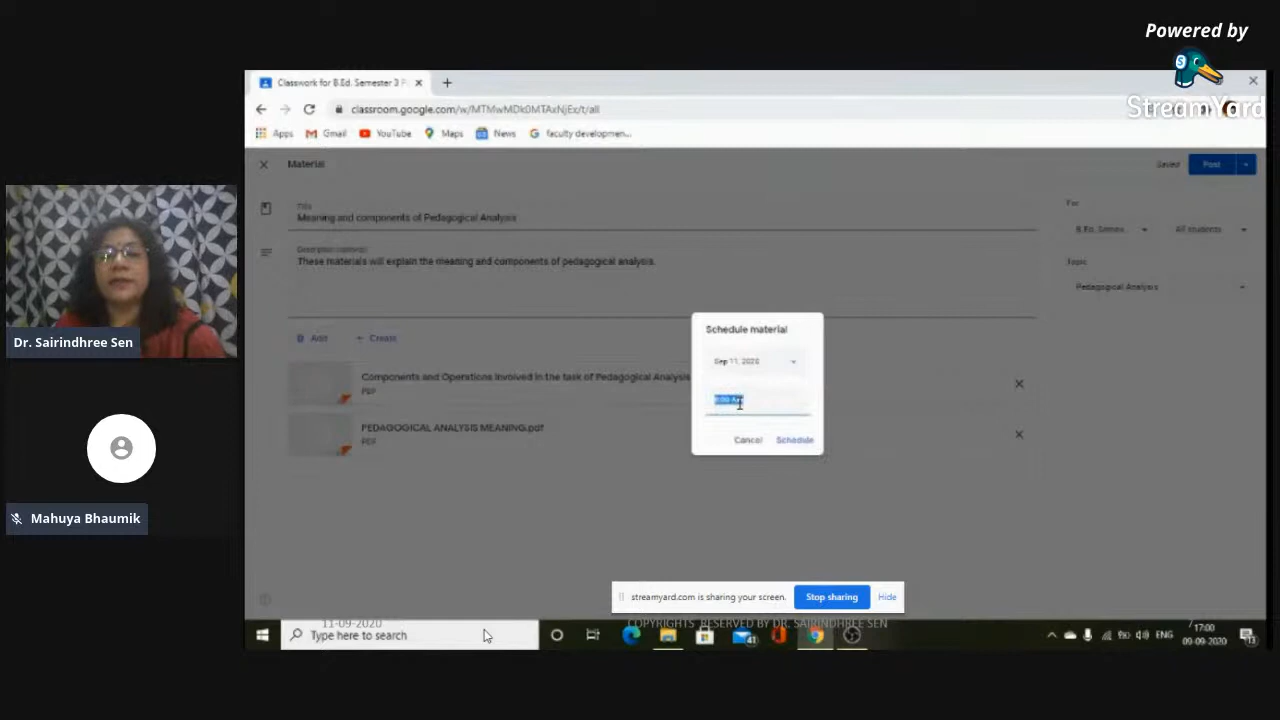 Powered by
StreamYard
Classwork for B.Ed. Semester 3 P
classroom.google.com/w/MTMwMDk0MTAxNjEx/t/all
Apps Gmail YouTube Maps News faculty developmen...
Material
Saved Post
Title
Meaning and components of Pedagogical Analysis
For
B.Ed. Semes... All students
These materials will explain the meaning and components of pedagogical analysis.
Topic
Pedagogical Analysis
Add Create
Schedule material
Sep 11, 2020
Cancel Schedule
Components and Operations involved in the task of Pedagogical Analysis
PDF
PEDAGOGICAL ANALYSIS MEANING.pdf
PDF
Dr. Sairindhree Sen
Mahuya Bhaumik
streamyard.com is sharing your screen. Stop sharing Hide
11-09-2020
COPYRIGHTS RESERVED BY DR. SAIRINDHREE SEN
7
Type here to search
41
ENG
17:00
09-09-2020